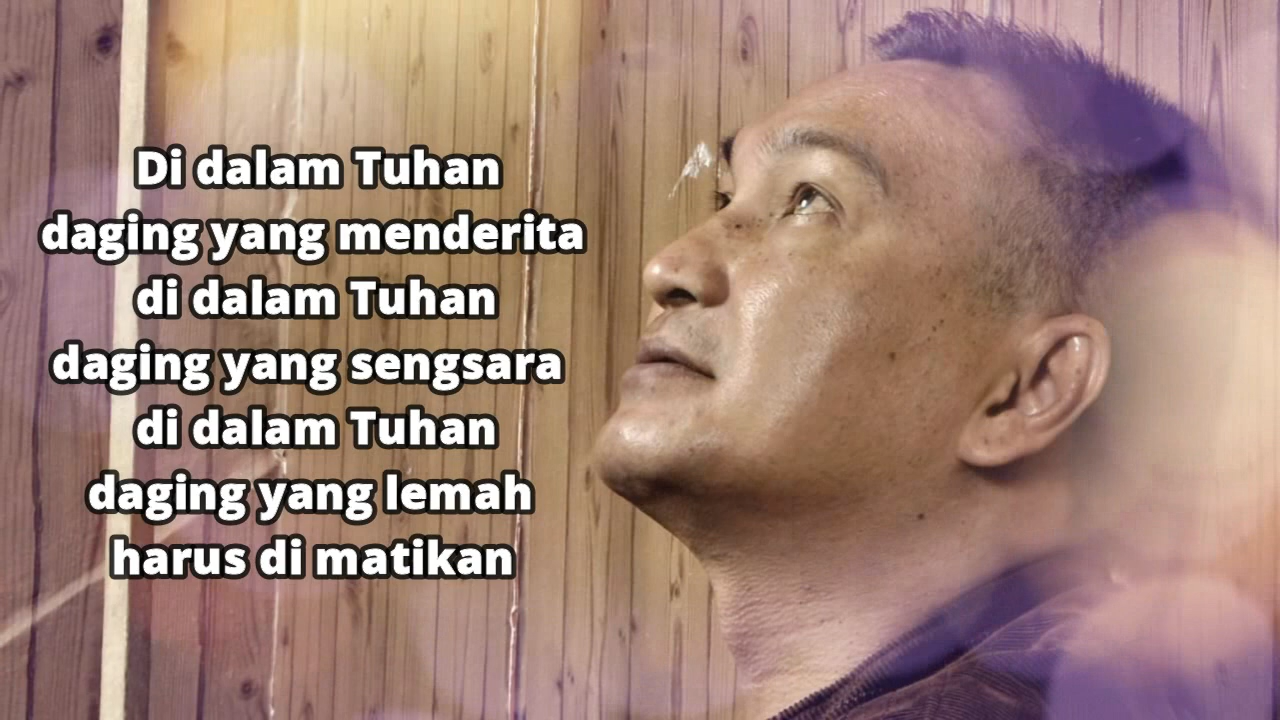 Di dalam Tuhan
daging yang menderita
di dalam Tuhan
daging yang sengsara
di dalam Tuhan
daging yang lemah
harus di matikan